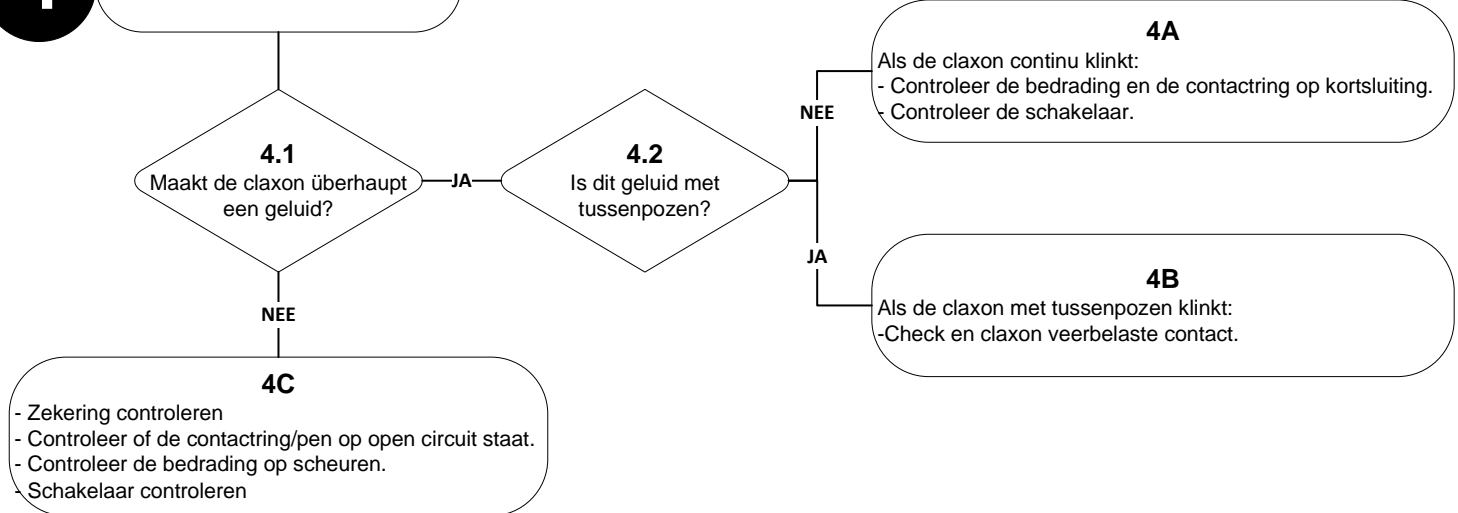 4.1
Maakt de claxon überhaupt
een geluid?
JA
4.2
Is dit geluid met
tussenpozen?
NEE
4A
Als de claxon continu klinkt:
- Controleer de bedrading en de contactring op kortsluiting.
- Controleer de schakelaar.
JA
4B
Als de claxon met tussenpozen klinkt:
-Check en claxon veerbelaste contact.
NEE
4C
- Zekering controleren
- Controleer of de contactring/pen op open circuit staat.
- Controleer de bedrading op scheuren.
- Schakelaar controleren